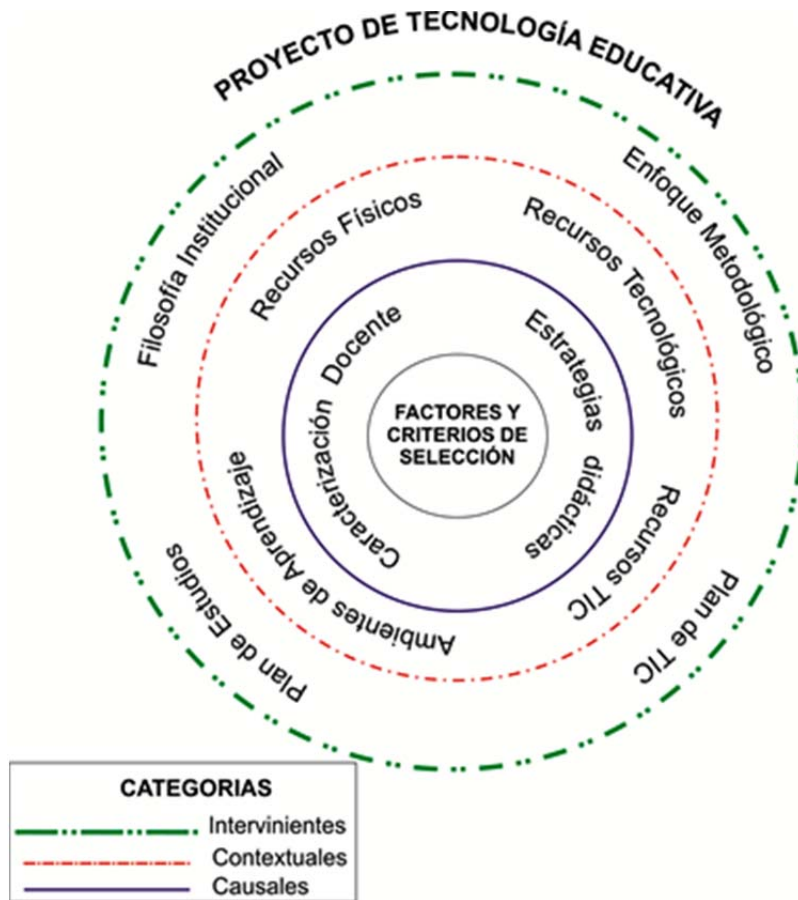 PROYECTO DE TECNOLOGÍA EDUCATIVA
Filosofía Institucional
Enfoque Metodológico
Recursos Físicos
Recursos Tecnológicos
Caracterización Docente
Estrategias didácticas
FACTORES Y
CRITERIOS DE
SELECCIÓN
Ambientes de Aprendizaje
Recursos TIC
Plan de Estudios
Plan de TIC
CATEGORIAS
Intervinientes
Contextuales
Causales